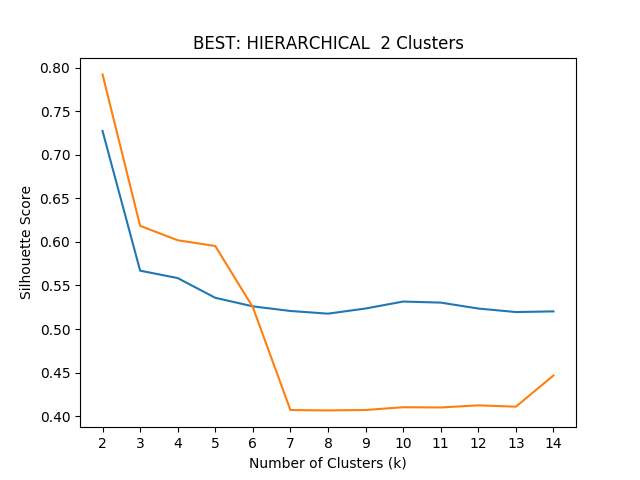 BEST: HIERARCHICAL  2 Clusters
Silhouette Score
0.80
0.75
0.70
0.65
0.60
0.55
0.50
0.45
0.40
2 3 4 5 6 7 8 9 10 11 12 13 14
Number of Clusters (k)